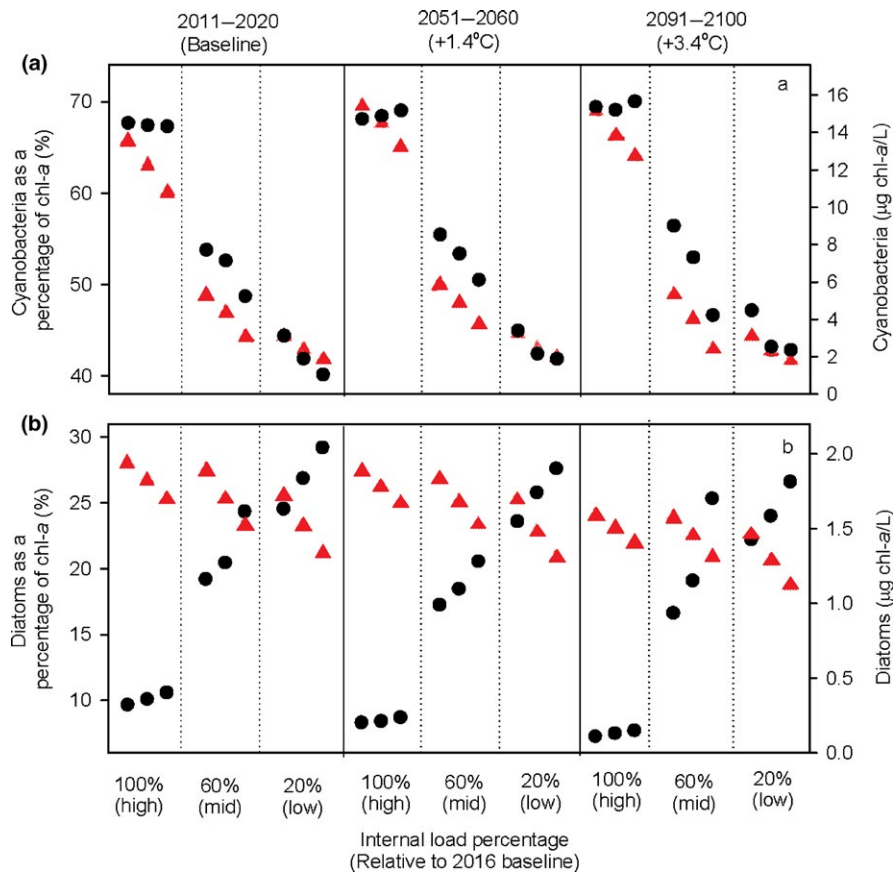 2011–2020
(Baseline)
2051–2060
(+1.4°C)
2091–2100
(+3.4°C)
(a)
a
70
60
50
40
Cyanobacteria as a
percentage of chl-a (%)
16
14
12
10
8
6
4
2
0
Cyanobacteria (µg chl-a/L)
(b)
b
30
25
20
15
10
Diatoms as a
percentage of chl-a (%)
2.0
1.5
1.0
0.5
0.0
Diatoms (µg chl-a/L)
100%
(high)
60%
(mid)
20%
(low)
100%
(high)
60%
(mid)
20%
(low)
100%
(high)
60%
(mid)
20%
(low)
Internal load percentage
(Relative to 2016 baseline)